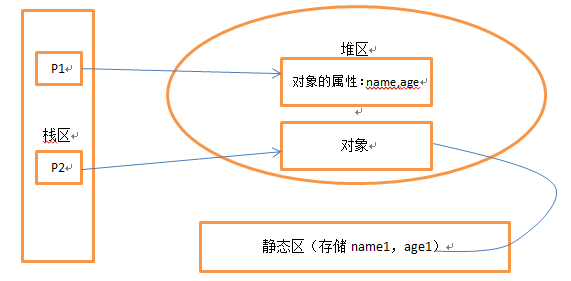 堆区
P1
对象的属性：name,age
栈区
对象
P2
静态区（存储 name1，age1）